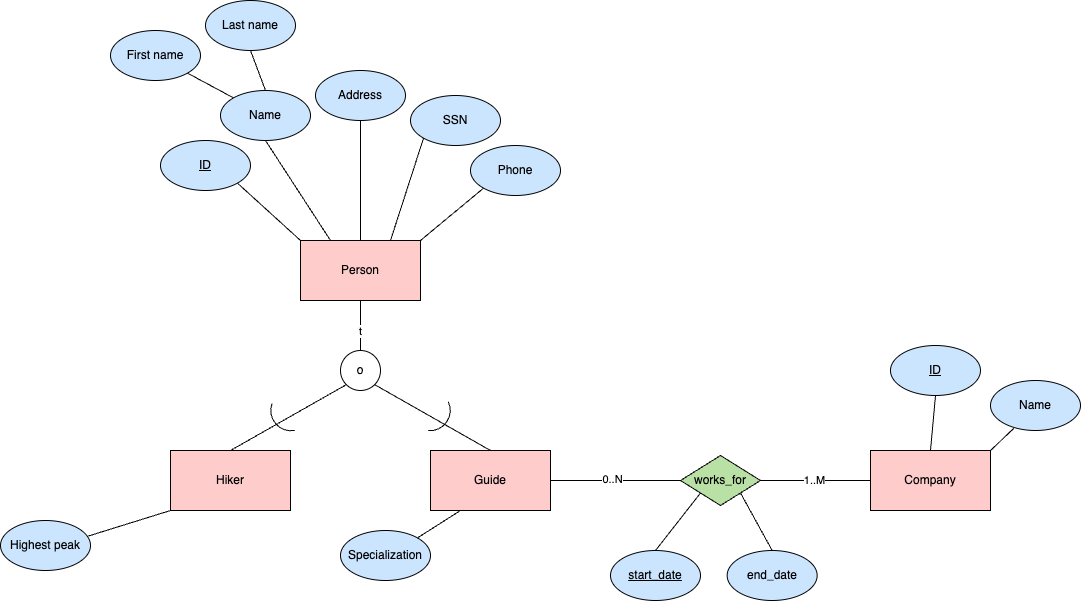 Last name
First name
Name
Address
SSN
ID
Phone
Person
t
o
Hiker
Guide
0..N
works_for
1..M
Company
ID
Name
Highest peak
Specialization
start_date
end_date